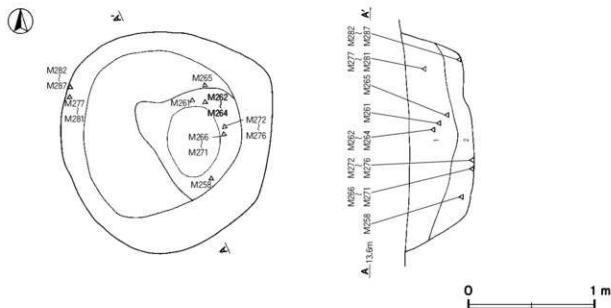 A'
M282
~
M287
M277
~
M281
M265
M261
M262
~
M264
M272
~
M276
M266
~
M271
M258
A
A'
M282 ~ M287
M277 ~ M281
M265
M261
M262 ~ M264
M272 ~ M276
M266 ~ M271
M258
A 13.6m
1
2
0 1 m